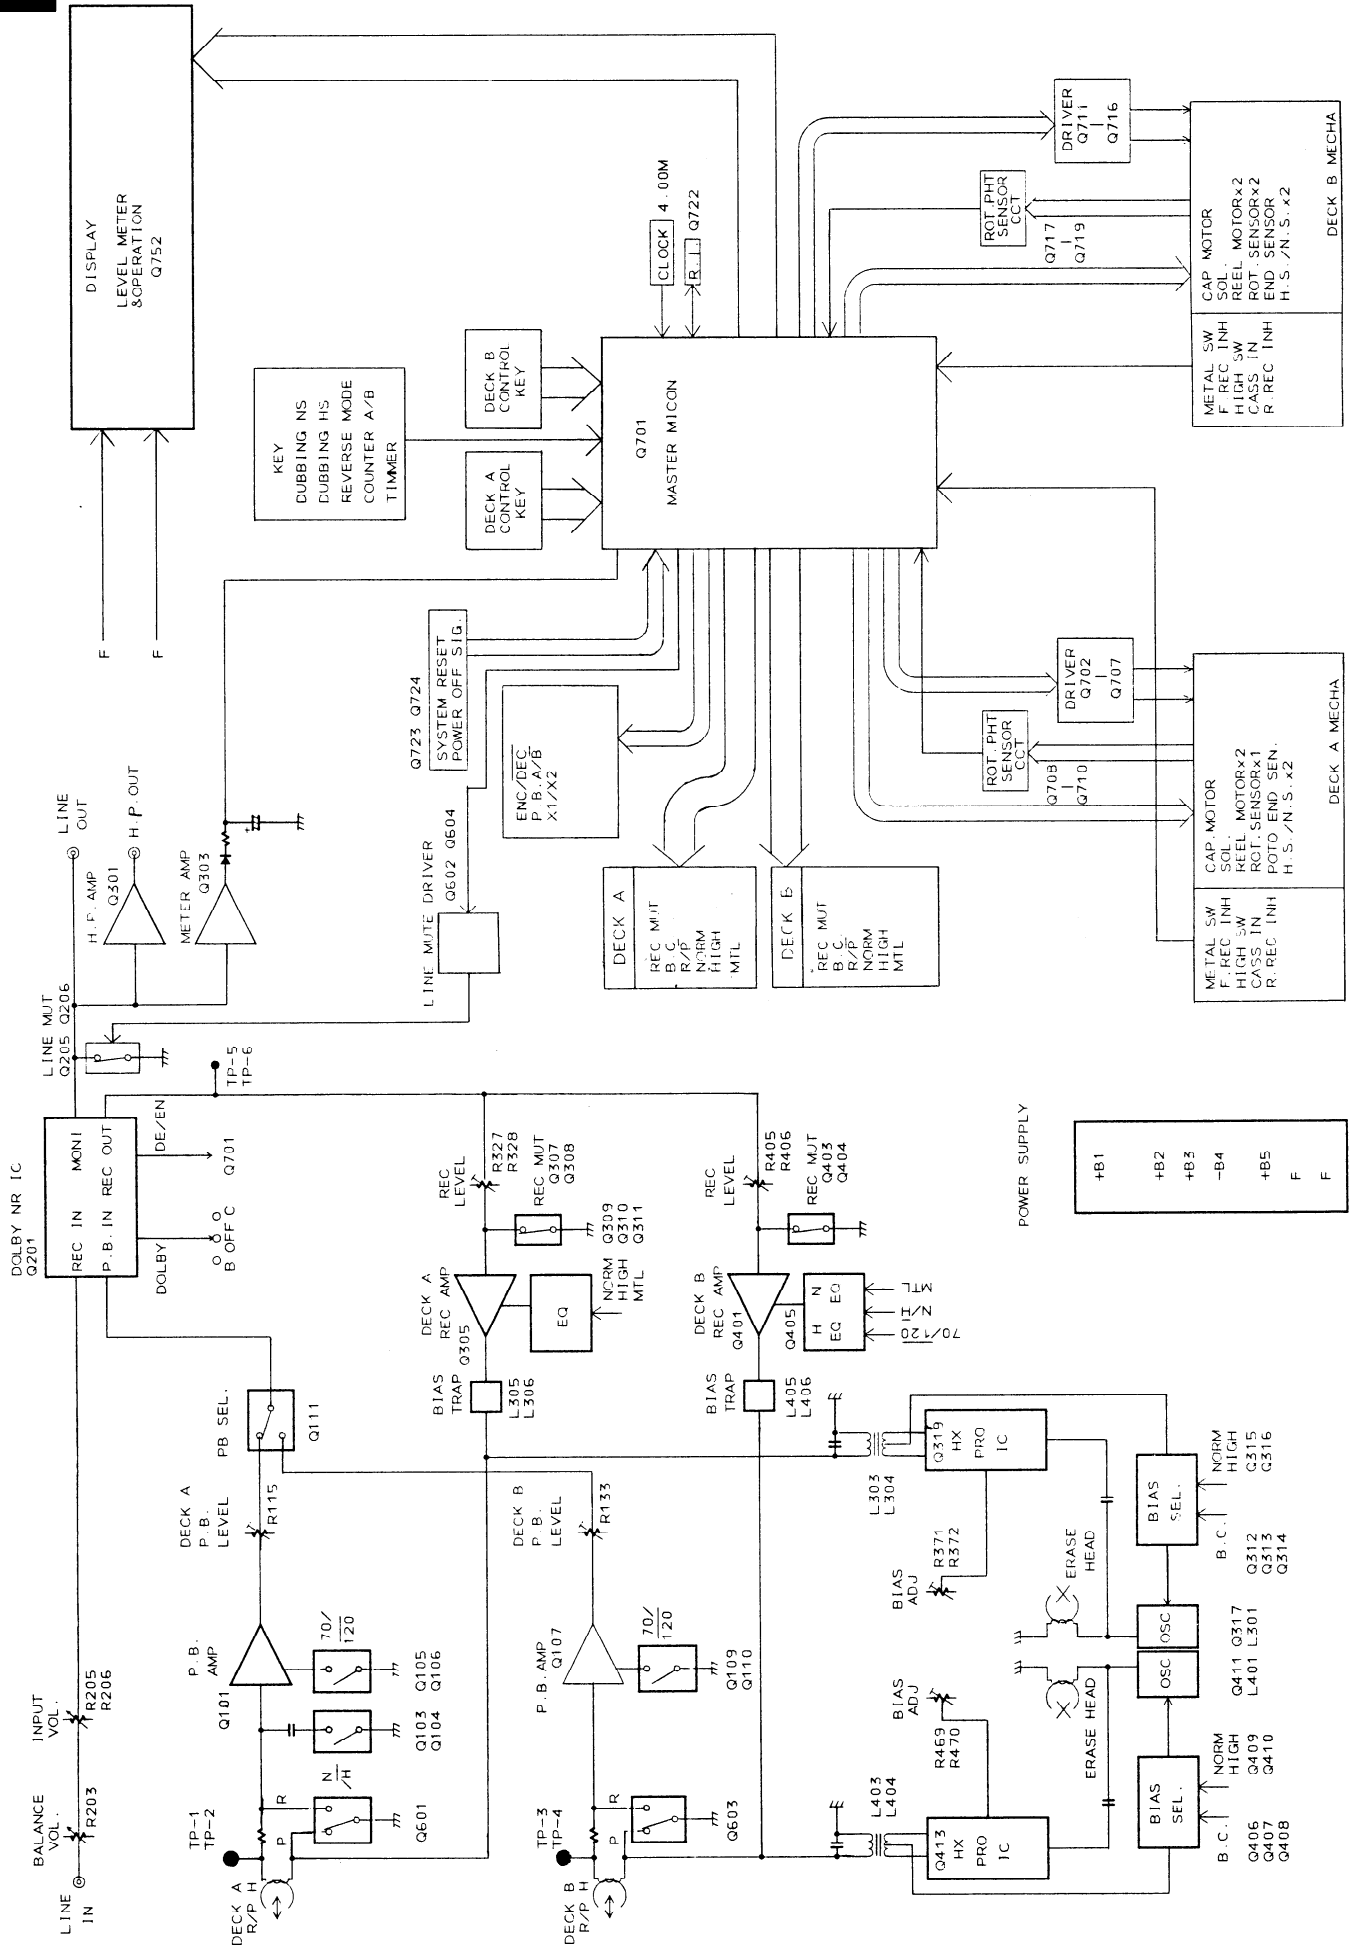 LINE
IN
BALANCE
VOL.
R203
INPUT
VOL.
R205
R206
DOLBY NR IC
Q201
REC IN MONI
P.B. IN REC OUT
DOLBY
B OFF C
DE/EN
Q701
LINE MUT
Q205 Q206
TP-5
TP-6
LINE
OUT
H.P. AMP
Q301
H.P. OUT
METER AMP
Q303
+
F
F
DISPLAY
LEVEL METER
&OPERATION
Q752
DECK A
R/P H
TP-1
TP-2
P
R
Q601
N
/H
Q103
Q104
Q101
P.B.
AMP
70/
120
Q105
Q106
DECK A
P.B.
LEVEL
R115
PB SEL.
Q111
DECK B
R/P H
TP-3
TP-4
P
R
Q603
P.B. AMP
Q107
70/
120
Q109
Q110
DECK B
P.B.
LEVEL
R133
BIAS
TRAP
L305
L306
DECK A
REC AMP
Q305
EQ
NORM
HIGH
MTL
Q309
Q310
Q311
REC
LEVEL
R327
R328
REC MUT
Q307
Q308
BIAS
TRAP
L405
L406
DECK B
REC AMP
Q401
Q405
H N
EQ EQ
70/120
N/H
MTL
REC
LEVEL
R405
R406
REC MUT
Q403
Q404
LINE MUTE DRIVER
Q602 Q604
Q723 Q724
SYSTEM RESET
POWER OFF SIG.
ENC/DEC
P.B. A/B
X1/X2
KEY
DUBBING NS
DUBBING HS
REVERSE MODE
COUNTER A/B
TIMMER
DECK A
CONTROL
KEY
DECK B
CONTROL
KEY
CLOCK 4.00M
R.I. Q722
Q701
MASTER MICON
DECK A
REC MUT
B.C.
R/P
NORM
HIGH
MTL
DECK B
REC MUT
B.C.
R/P
NORM
HIGH
MTL
ROT.PHT
SENSOR
CCT
Q708
|
Q710
DRIVER
Q702
|
Q707
METAL SW
F.REC INH
HIGH SW
CASS IN
R.REC INH
CAP.MOTOR
SOL.
REEL MOTORx2
ROT.SENSORx1
POTO END SEN.
H.S./N.S.x2
DECK A MECHA
ROT.PHT
SENSOR
CCT
Q717
|
Q719
DRIVER
Q711
|
Q716
METAL SW
F.REC INH
HIGH SW
CASS IN
R.REC INH
CAP MOTOR
SOL.
REEL MOTORx2
ROT.SENSORx2
END SENSOR
H.S./N.S.x2
DECK B MECHA
L403
L404
Q413
HX
PRO
IC
BIAS
ADJ
R469
R470
ERASE HEAD
BIAS
SEL.
B.C.
Q406
Q407
Q408
NORM
HIGH
Q409
Q410
OSC
Q411
L401
OSC
Q317
L301
ERASE
HEAD
BIAS
ADJ
R371
R372
L303
L304
Q319
HX
PRO
IC
BIAS
SEL.
B.C.
Q312
Q313
Q314
NORM
HIGH
Q315
Q316
POWER SUPPLY
+B1
+B2
+B3
-B4
+B5
F
F